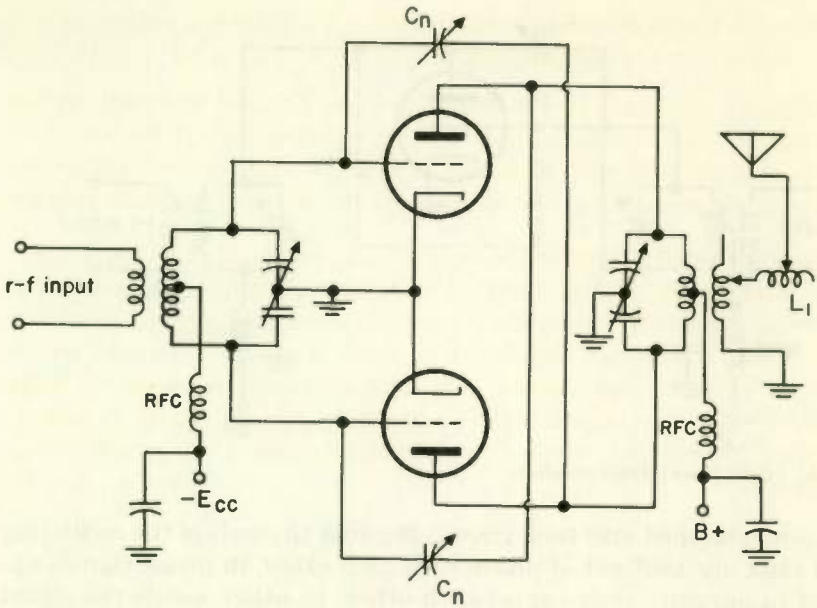 Cn
r-f input
L1
RFC
RFC
-Ecc
B+
Cn